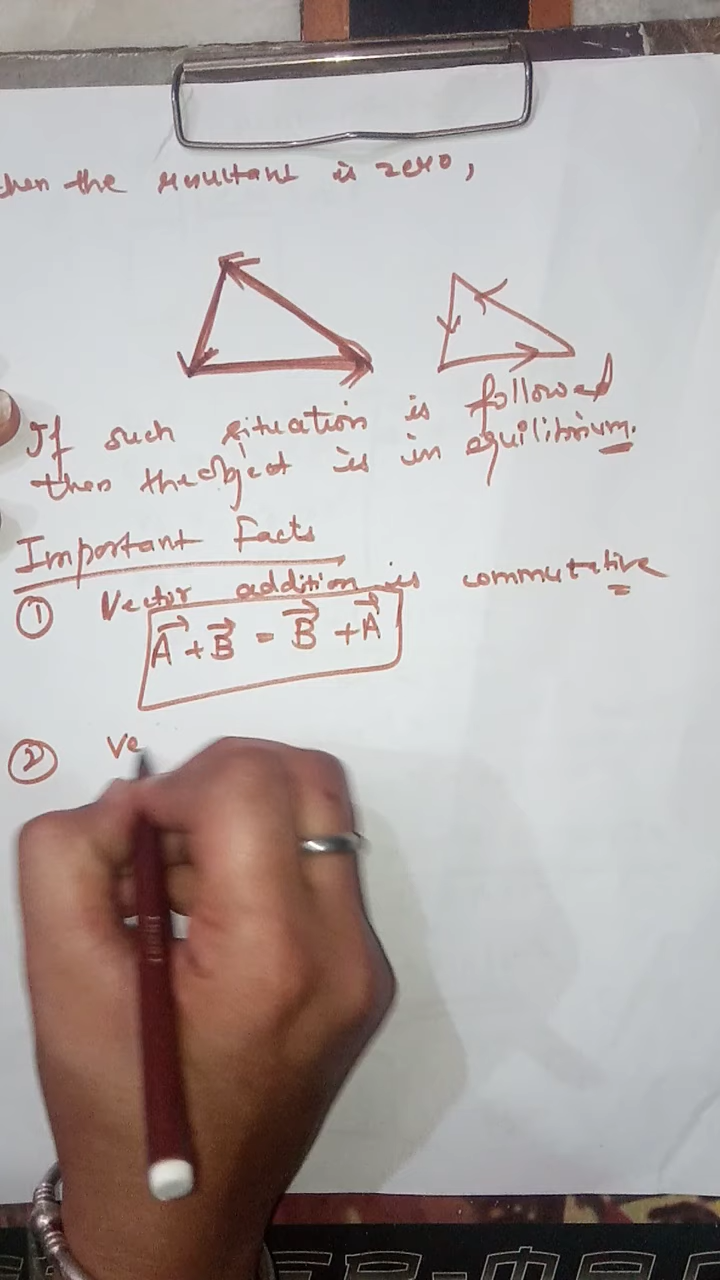 then the resultant is zero,
If such situation is followed
then the object is in equilibrium.
Important Facts
① Vector addition is commutative
A⃗ + B⃗ = B⃗ + A⃗
② Ve